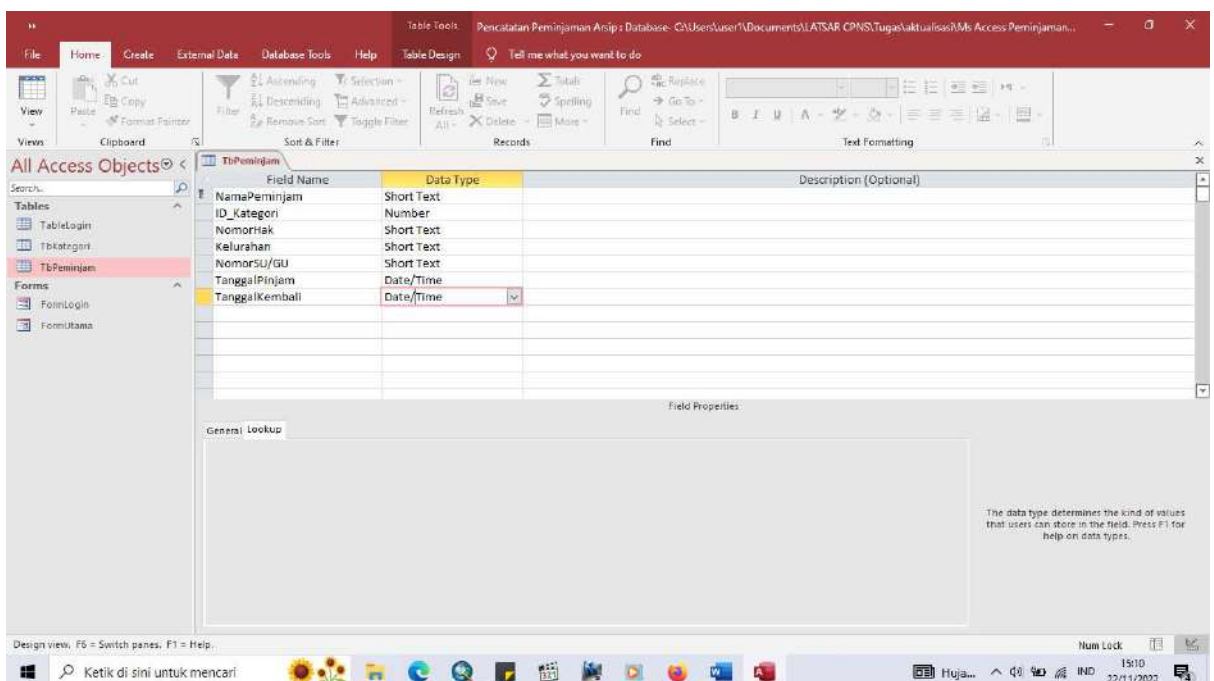 Table Tools Pencatatan Peminjaman Arsip : Database- C:\Users\user1\Documents\LATSAR CPNS\Tugas\aktualisasi\Ms Access Peminjaman...
File Home Create External Data Database Tools Help Table Design Tell me what you want to do
View Paste Cut Copy Format Painter
Filter Ascending Descending Remove Sort Selection Advanced Toggle Filter
Refresh All New Save Delete Totals Spelling More
Find Replace Go To Select
B I U A
Views Clipboard Sort & Filter Records Find Text Formatting
All Access Objects
Search...
Tables
TableLogin
TbKategori
TbPeminjam
Forms
FormLogin
FormUtama
TbPeminjam
Field Name Data Type Description (Optional)
NamaPeminjam Short Text
ID_Kategori Number
NomorHak Short Text
Kelurahan Short Text
NomorSU/GU Short Text
TanggalPinjam Date/Time
TanggalKembali Date/Time
Field Properties
General Lookup
The data type determines the kind of values
that users can store in the field. Press F1 for
help on data types.
Design view. F6 = Switch panes. F1 = Help. Num Lock
Ketik di sini untuk mencari Huja... IND 15:10
22/11/2022